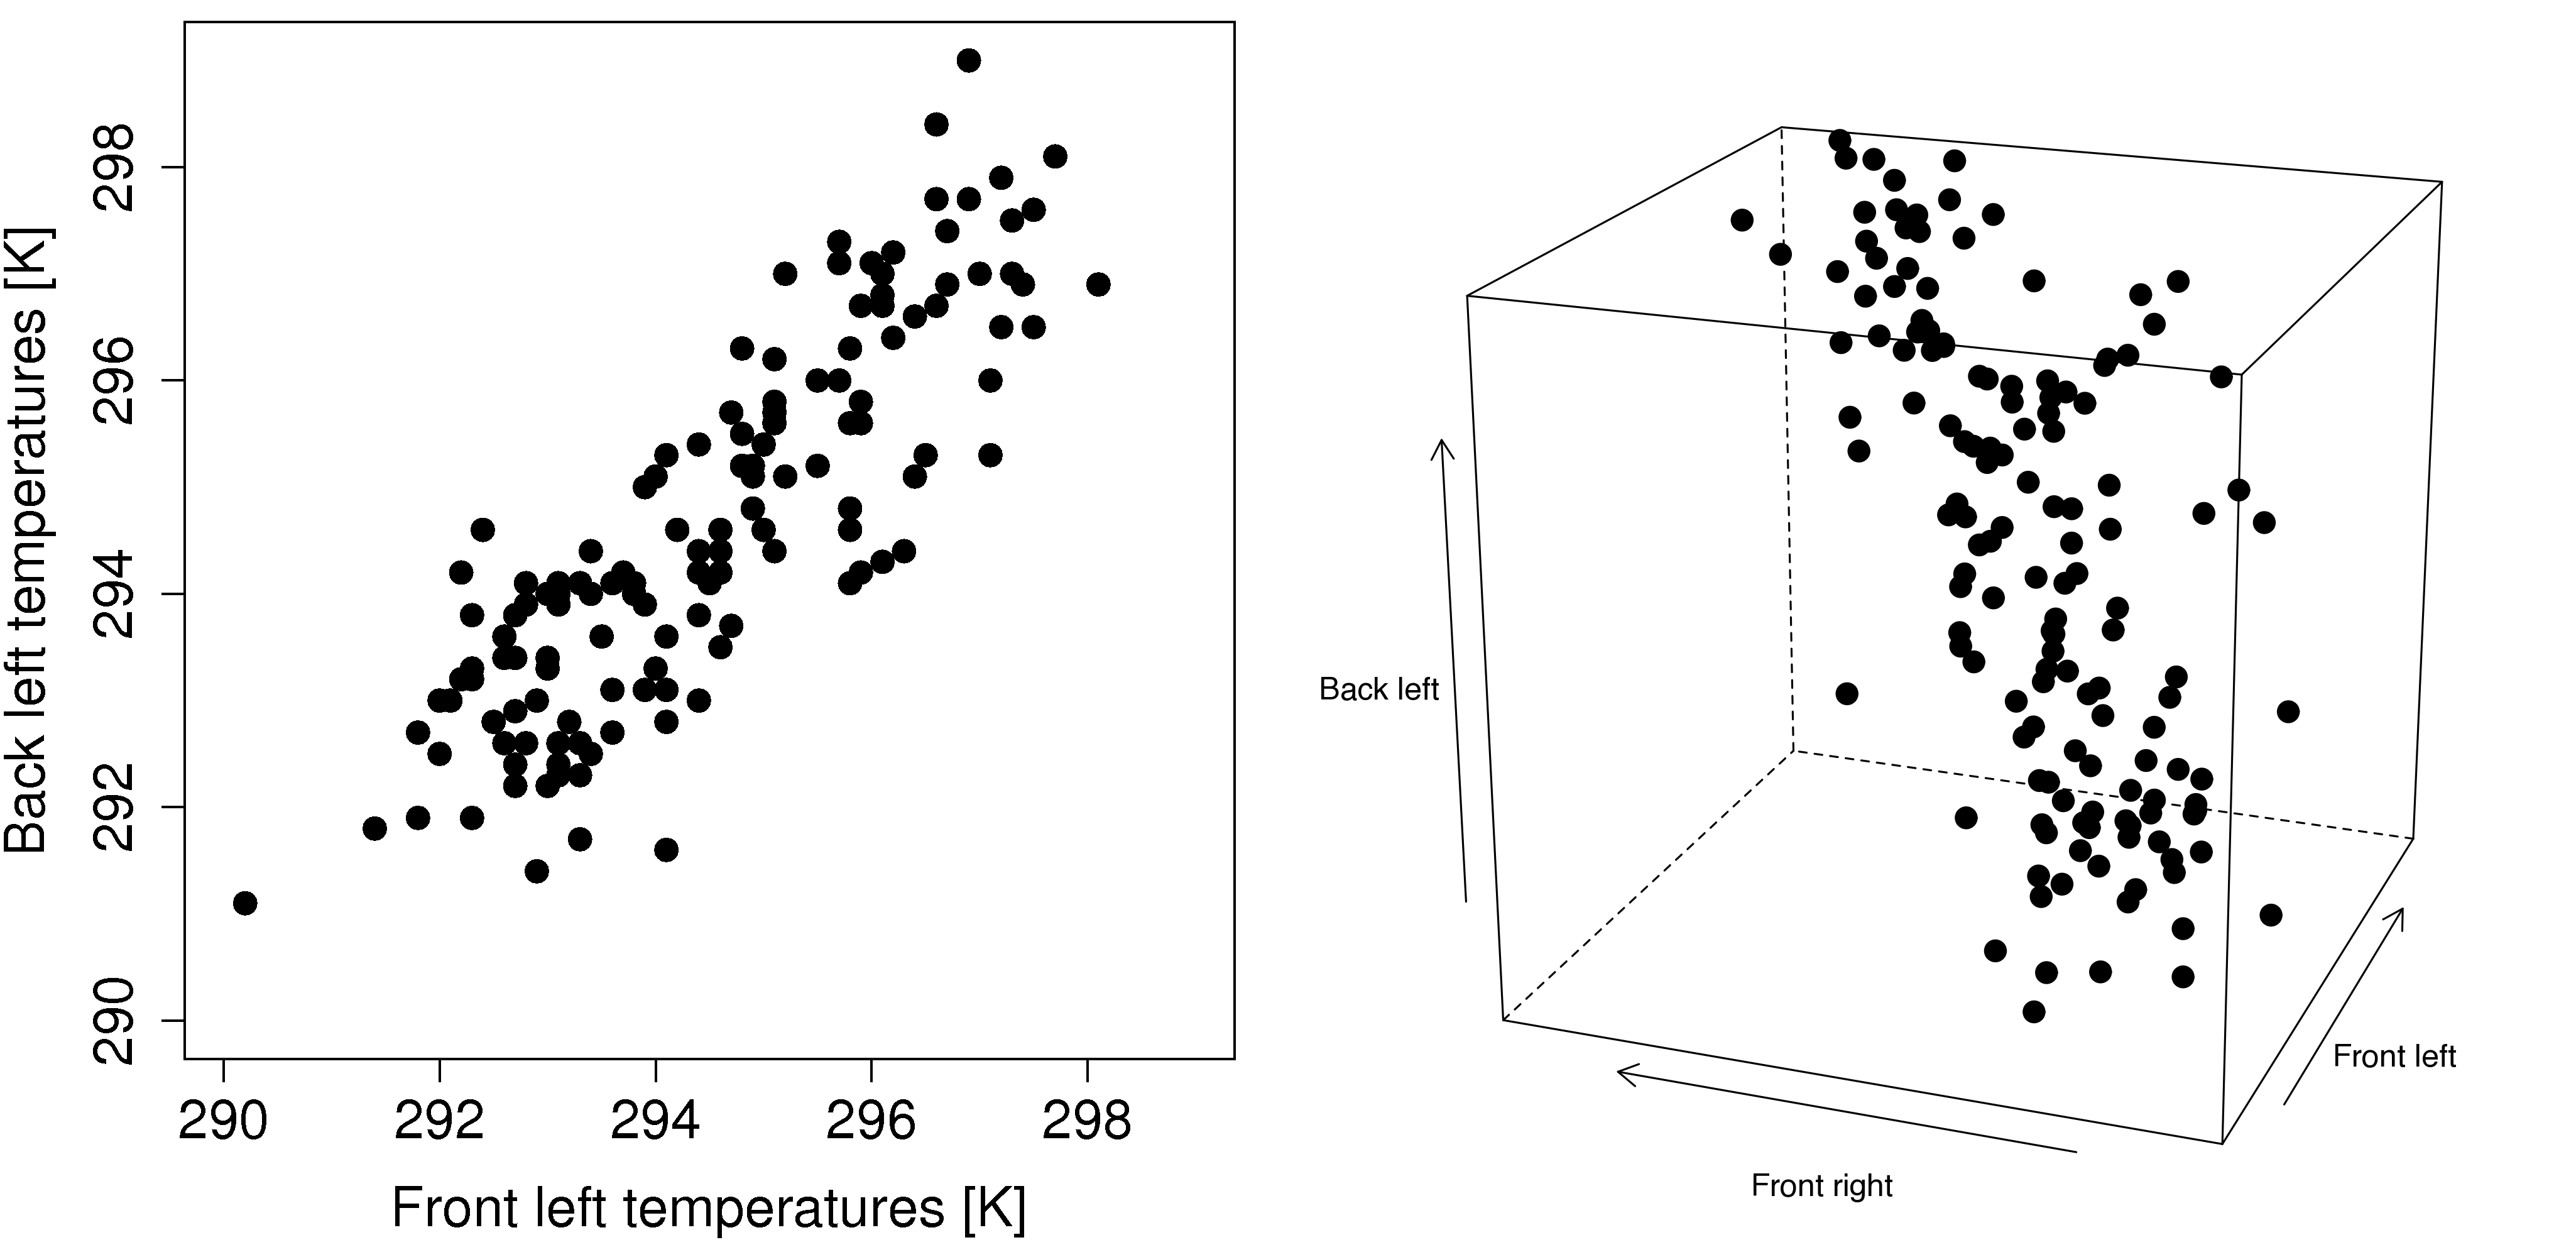 Back left temperatures [K]
298
296
294
292
290
290 292 294 296 298
Front left temperatures [K]
Back left
Front left
Front right